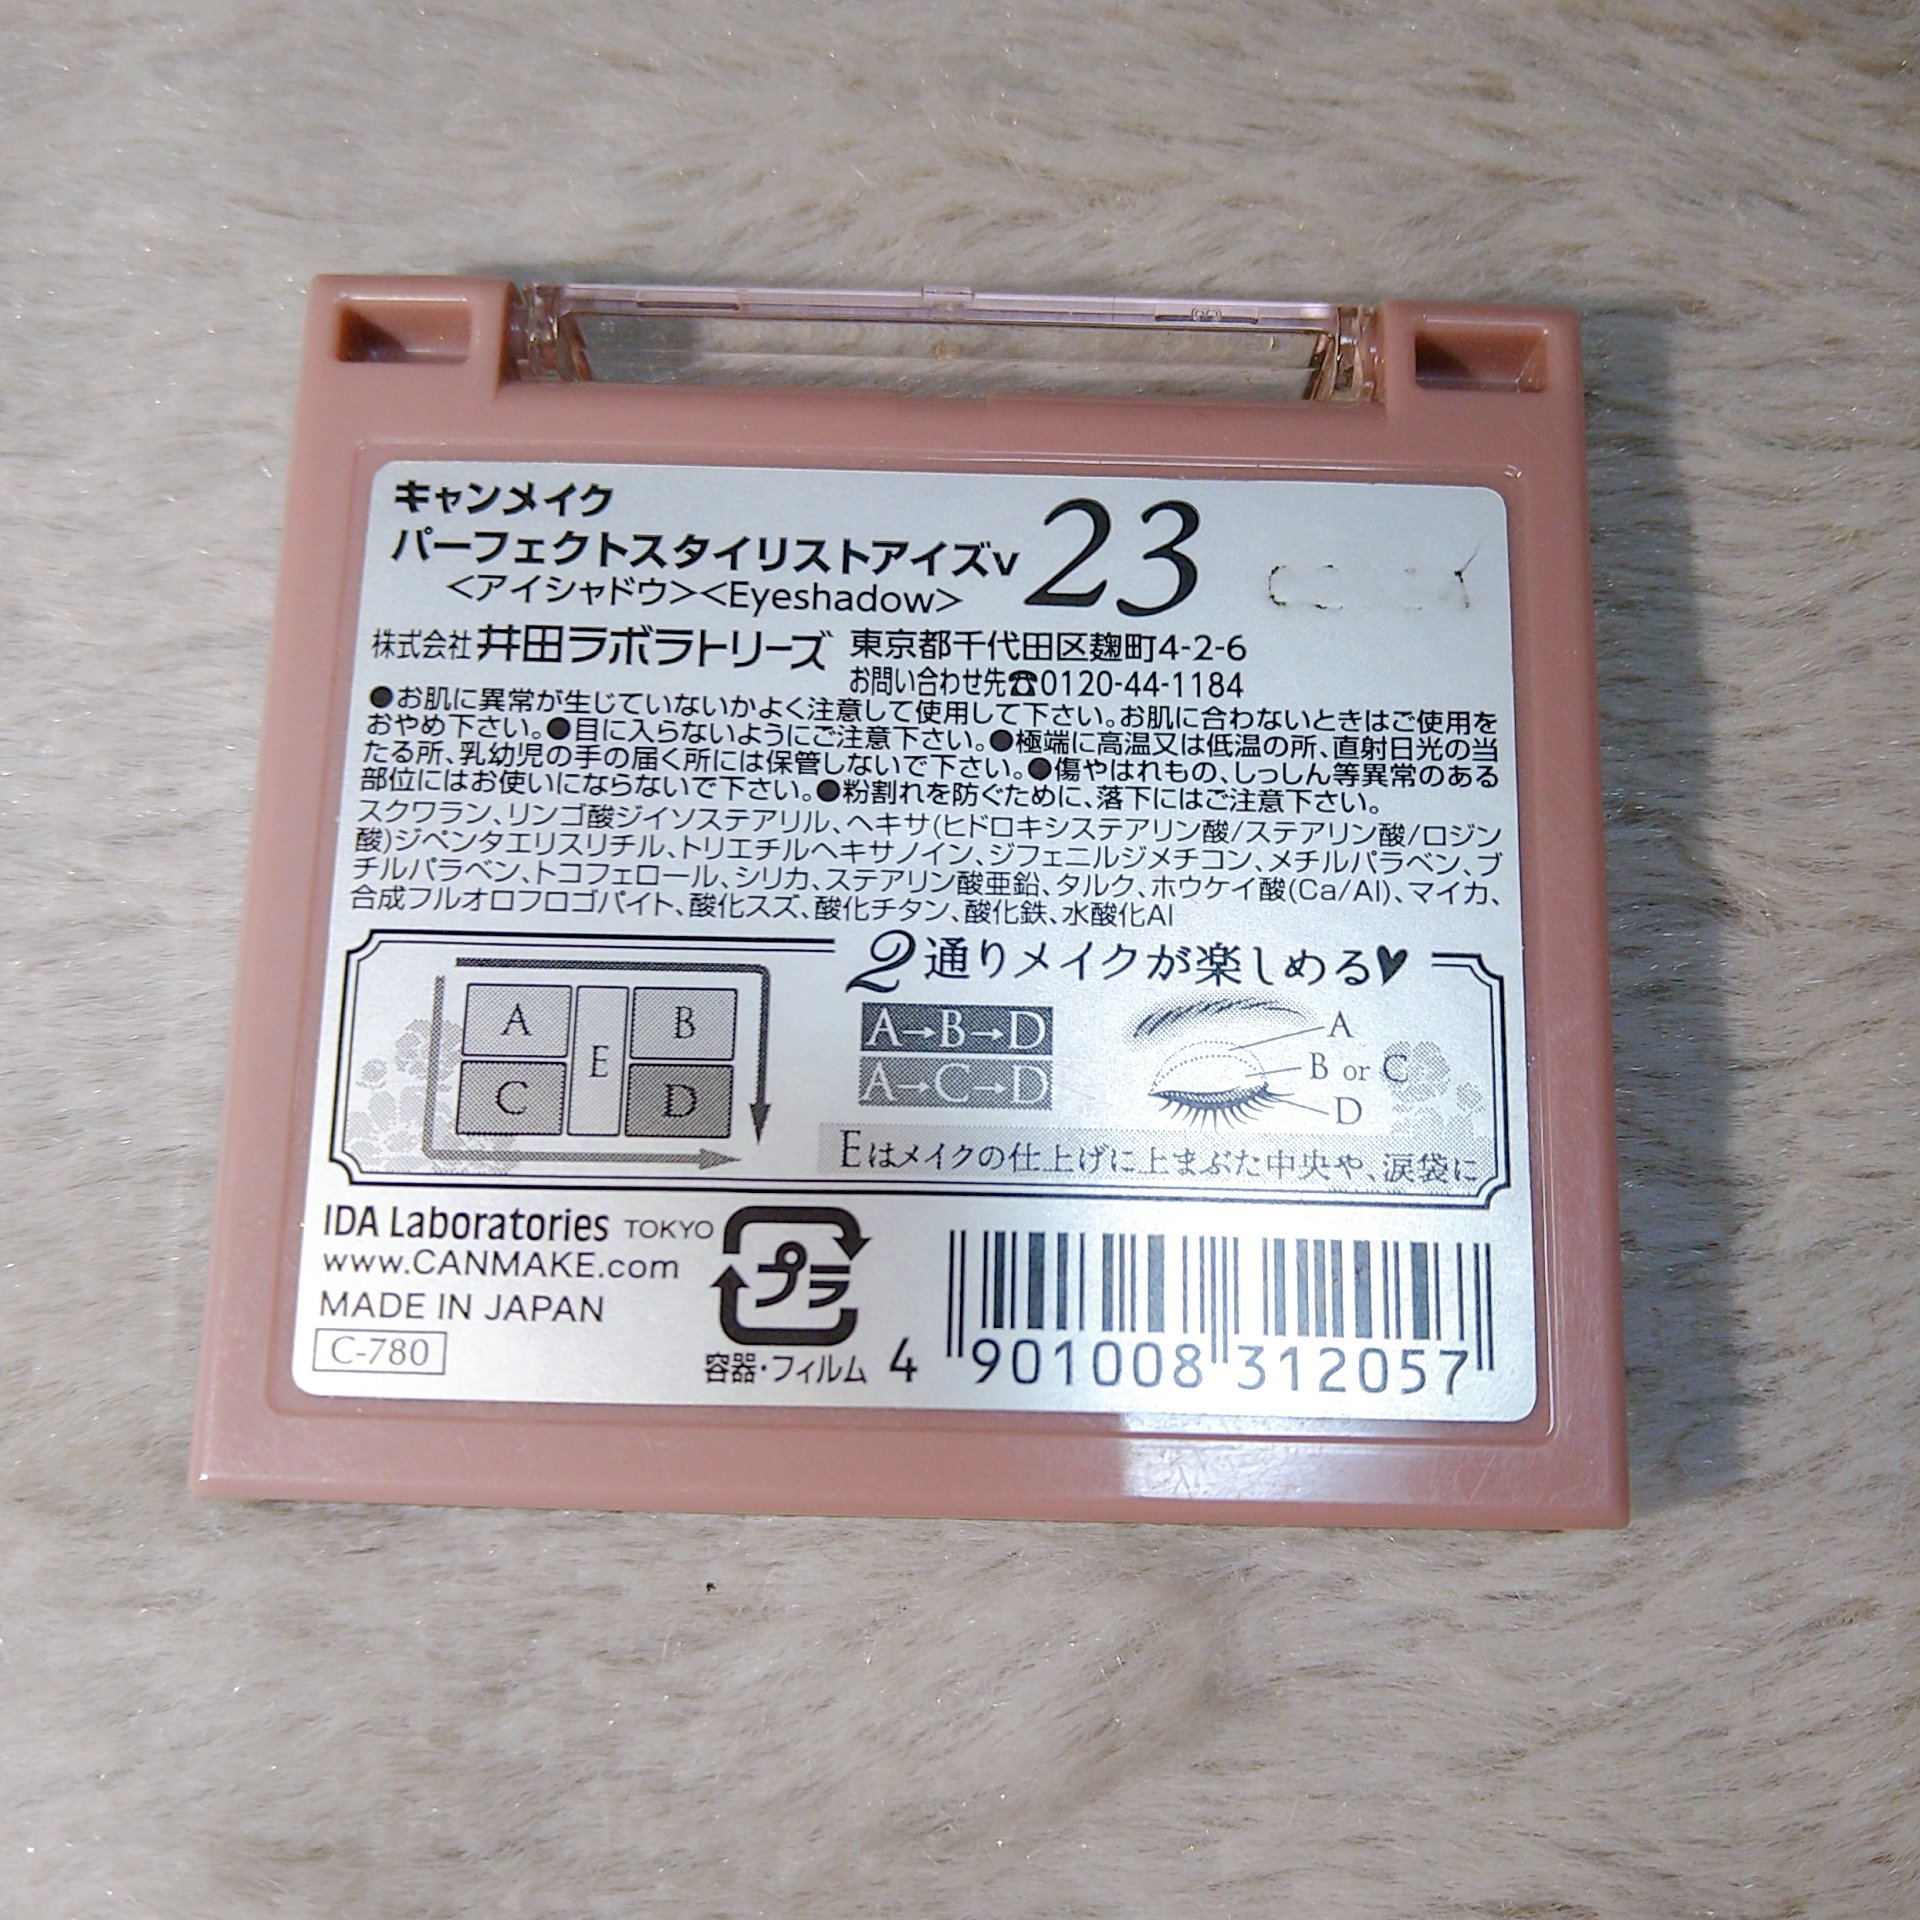 キャンメイク
パーフェクトスタイリストアイズv 23
<アイシャドウ><Eyeshadow>
株式会社 井田ラボラトリーズ 東京都千代田区麹町4-2-6
お問い合わせ先☎0120-44-1184
●お肌に異常が生じていないかよく注意して使用して下さい。お肌に合わないときはご使用を
おやめ下さい。●目に入らないようにご注意下さい。●極端に高温又は低温の所、直射日光の当
たる所、乳幼児の手の届く所には保管しないで下さい。●傷やはれもの、しっしん等異常のある
部位にはお使いにならないで下さい。●粉割れを防ぐために、落下にはご注意下さい。
スクワラン、リンゴ酸ジイソステアリル、ヘキサ(ヒドロキシステアリン酸/ステアリン酸/ロジン
酸)ジペンタエリスリチル、トリエチルヘキサノイン、ジフェニルジメチコン、メチルパラベン、ブ
チルパラベン、トコフェロール、シリカ、ステアリン酸亜鉛、タルク、ホウケイ酸(Ca/Al)、マイカ、
合成フルオロフロゴパイト、酸化スズ、酸化チタン、酸化鉄、水酸化Al
2通りメイクが楽しめる♥
A E B
C D
A→B→D
A→C→D
A
B or C
D
Eはメイクの仕上げに上まぶた中央や、涙袋に
IDA Laboratories TOKYO
www.CANMAKE.com
MADE IN JAPAN
C-780
プラ
容器・フィルム
4 901008 312057